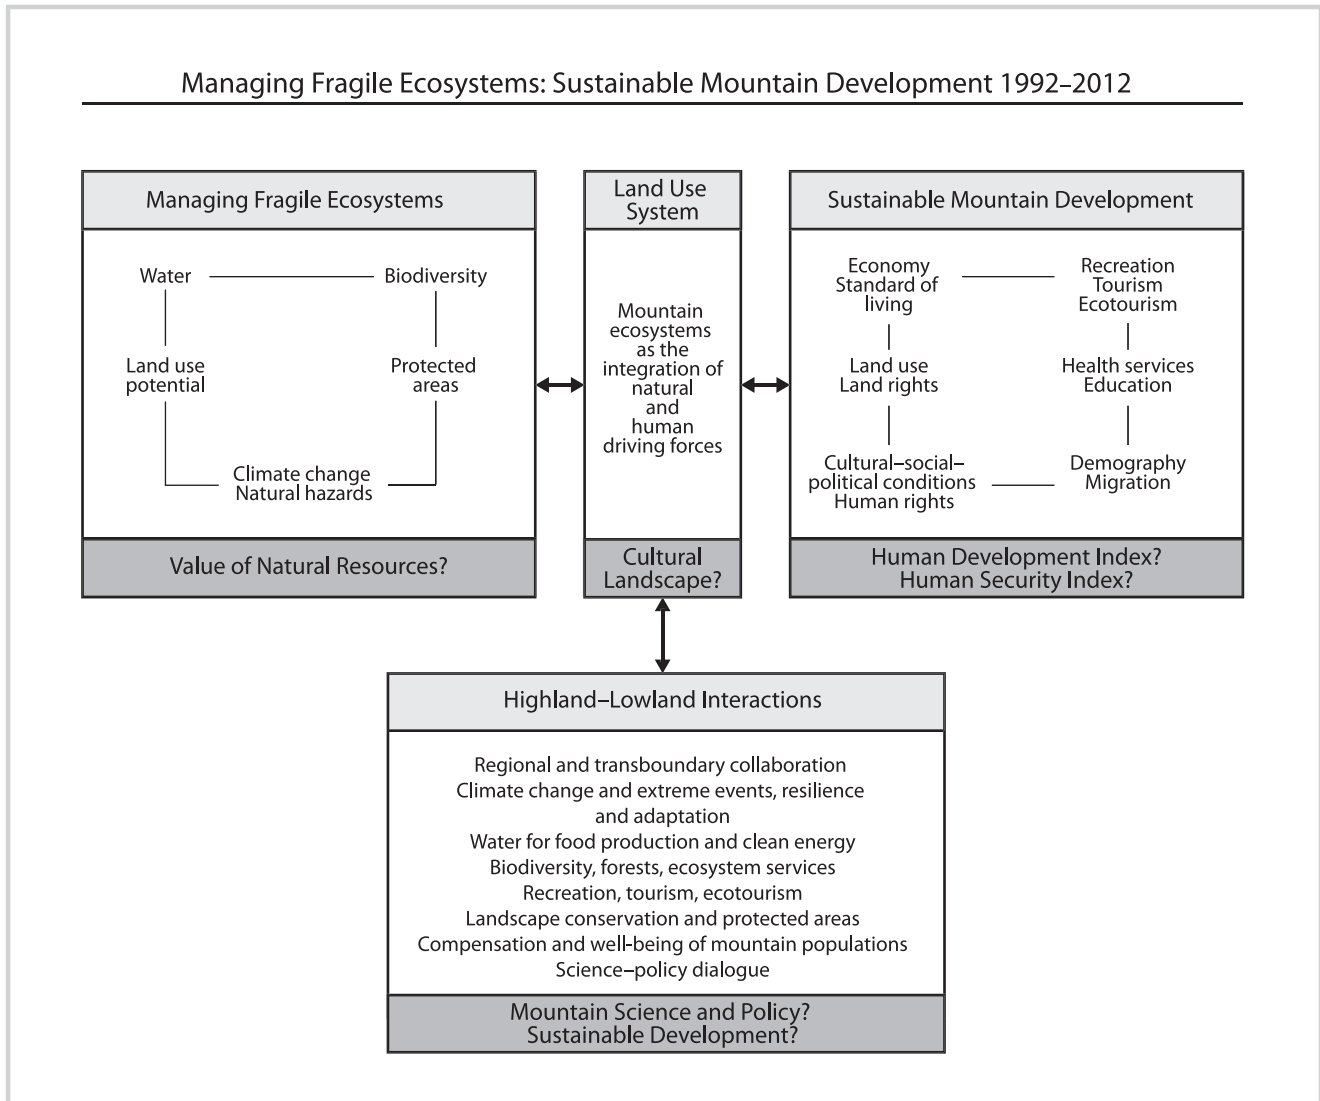 Managing Fragile Ecosystems: Sustainable Mountain Development 1992–2012
Managing Fragile Ecosystems
Water
Biodiversity
Land use
potential
Protected
areas
Climate change
Natural hazards
Value of Natural Resources?
Land Use
System
Mountain
ecosystems
as the
integration of
natural
and
human
driving forces
Cultural
Landscape?
Sustainable Mountain Development
Economy
Standard of
living
Recreation
Tourism
Ecotourism
Land use
Land rights
Health services
Education
Cultural–social–
political conditions
Human rights
Demography
Migration
Human Development Index?
Human Security Index?
Highland–Lowland Interactions
Regional and transboundary collaboration
Climate change and extreme events, resilience
and adaptation
Water for food production and clean energy
Biodiversity, forests, ecosystem services
Recreation, tourism, ecotourism
Landscape conservation and protected areas
Compensation and well-being of mountain populations
Science–policy dialogue
Mountain Science and Policy?
Sustainable Development?